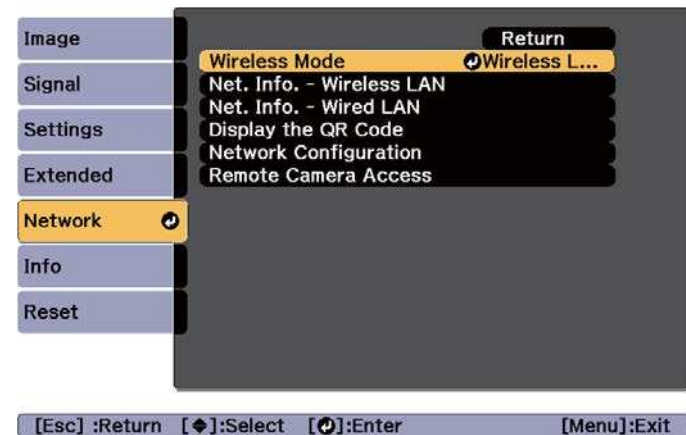 Image
Signal
Settings
Extended
Network
Info
Reset
Return
Wireless Mode Wireless L...
Net. Info. - Wireless LAN
Net. Info. - Wired LAN
Display the QR Code
Network Configuration
Remote Camera Access
[Esc] :Return [◆]:Select [↵]:Enter [Menu]:Exit